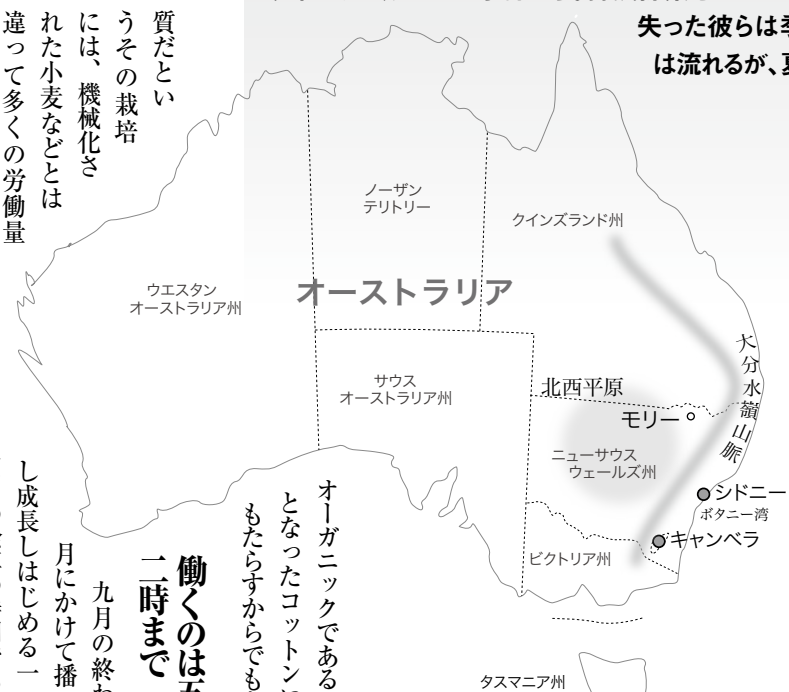 失った彼らは季
は流れるが、夏
質だとい
うその栽培
には、機械化さ
れた小麦などとは
違って多くの労働量
ノーザン
テリトリー
クインズランド州
ウエスタン
オーストラリア州
オーストラリア
サウス
オーストラリア州
北西平原
モリー
大分水嶺山脈
ニューサウス
ウェールズ州
シドニー
ボタニー湾
キャンベラ
ビクトリア州
タスマニア州
オーガニックである
となったコットンに
もたらすからでも
働くのは五
二時まで
九月の終わ
月にかけて播
し成長しはじめる一